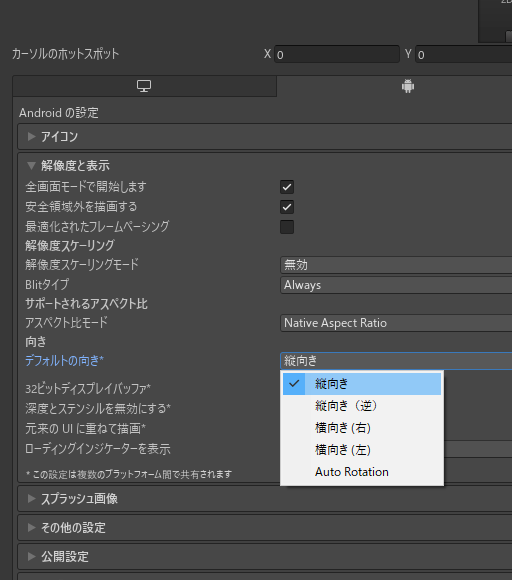 カーソルのホットスポット X 0 Y 0
Android の設定
アイコン
解像度と表示
全画面モードで開始します
安全領域外を描画する
最適化されたフレームペーシング
解像度スケーリング
解像度スケーリングモード 無効
Blitタイプ Always
サポートされるアスペクト比
アスペクト比モード Native Aspect Ratio
向き
デフォルトの向き* 縦向き
縦向き
32ビットディスプレイバッファ*
縦向き（逆）
深度とステンシルを無効にする*
横向き (右)
元来の UI に重ねて描画*
横向き (左)
ローディングインジケーターを表示
Auto Rotation
* この設定は複数のプラットフォーム間で共有されます
スプラッシュ画像
その他の設定
公開設定